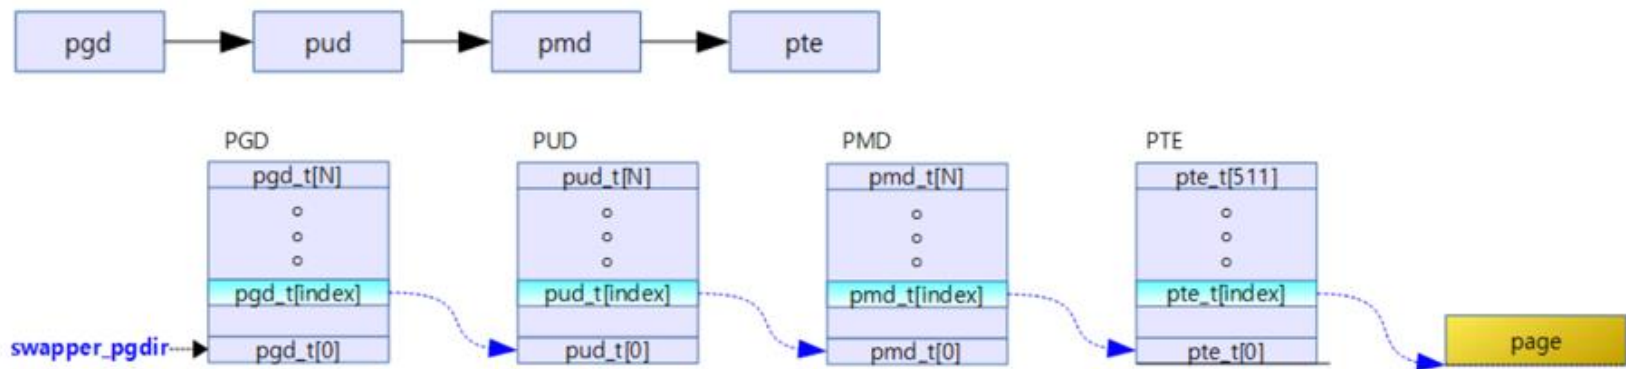 pgd pud pmd pte
PGD PUD PMD PTE
pgd_t[N] pud_t[N] pmd_t[N] pte_t[511]
pgd_t[index] pud_t[index] pmd_t[index] pte_t[index]
swapper_pgdir pgd_t[0] pud_t[0] pmd_t[0] pte_t[0] page